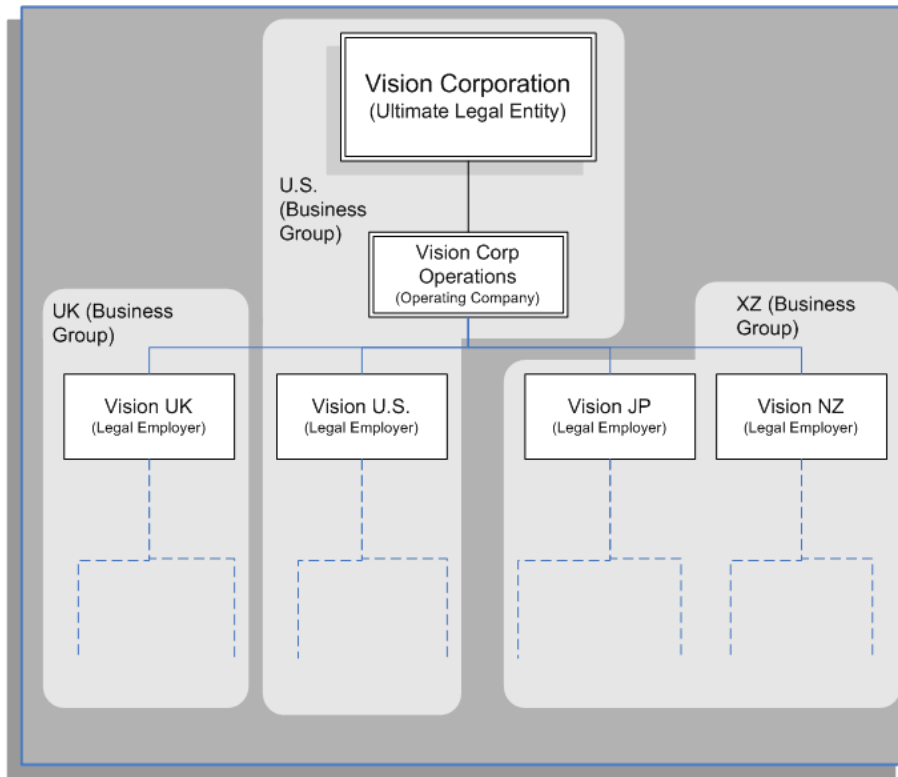 Vision Corporation
(Ultimate Legal Entity)
U.S.
(Business
Group)
Vision Corp
Operations
(Operating Company)
UK (Business
Group)
XZ (Business
Group)
Vision UK
(Legal Employer)
Vision U.S.
(Legal Employer)
Vision JP
(Legal Employer)
Vision NZ
(Legal Employer)